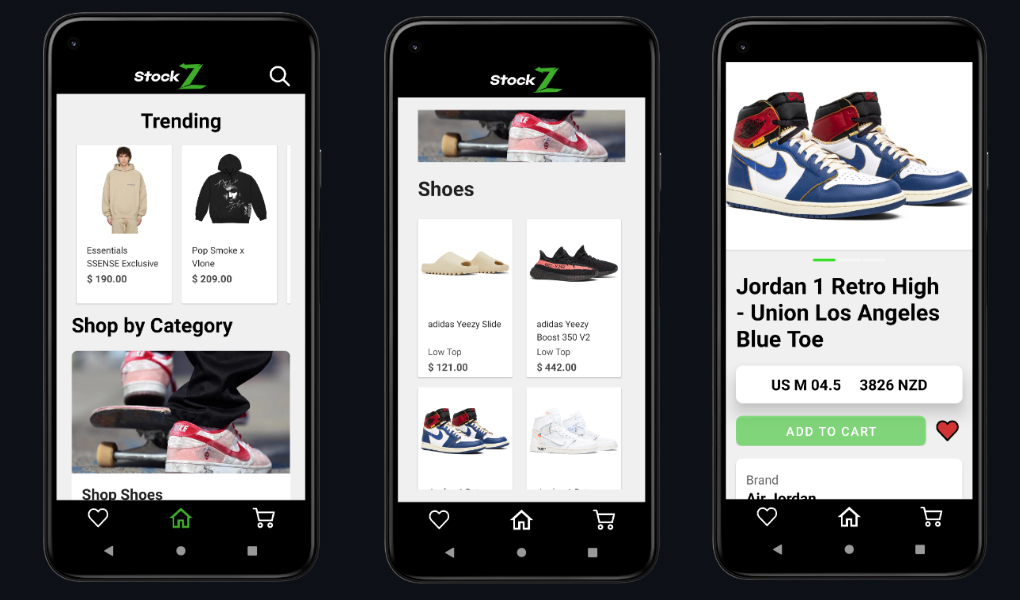 Stock Z
Trending
Essentials
SSENSE Exclusive
$ 190.00
Pop Smoke x
Vlone
$ 209.00
Shop by Category
Shop Shoes
Stock Z
Shoes
adidas Yeezy Slide
Low Top
$ 121.00
adidas Yeezy
Boost 350 V2
Low Top
$ 442.00
Stock Z
Jordan 1 Retro High
- Union Los Angeles
Blue Toe
US M 04.5 3826 NZD
ADD TO CART
Brand
Air Jordan